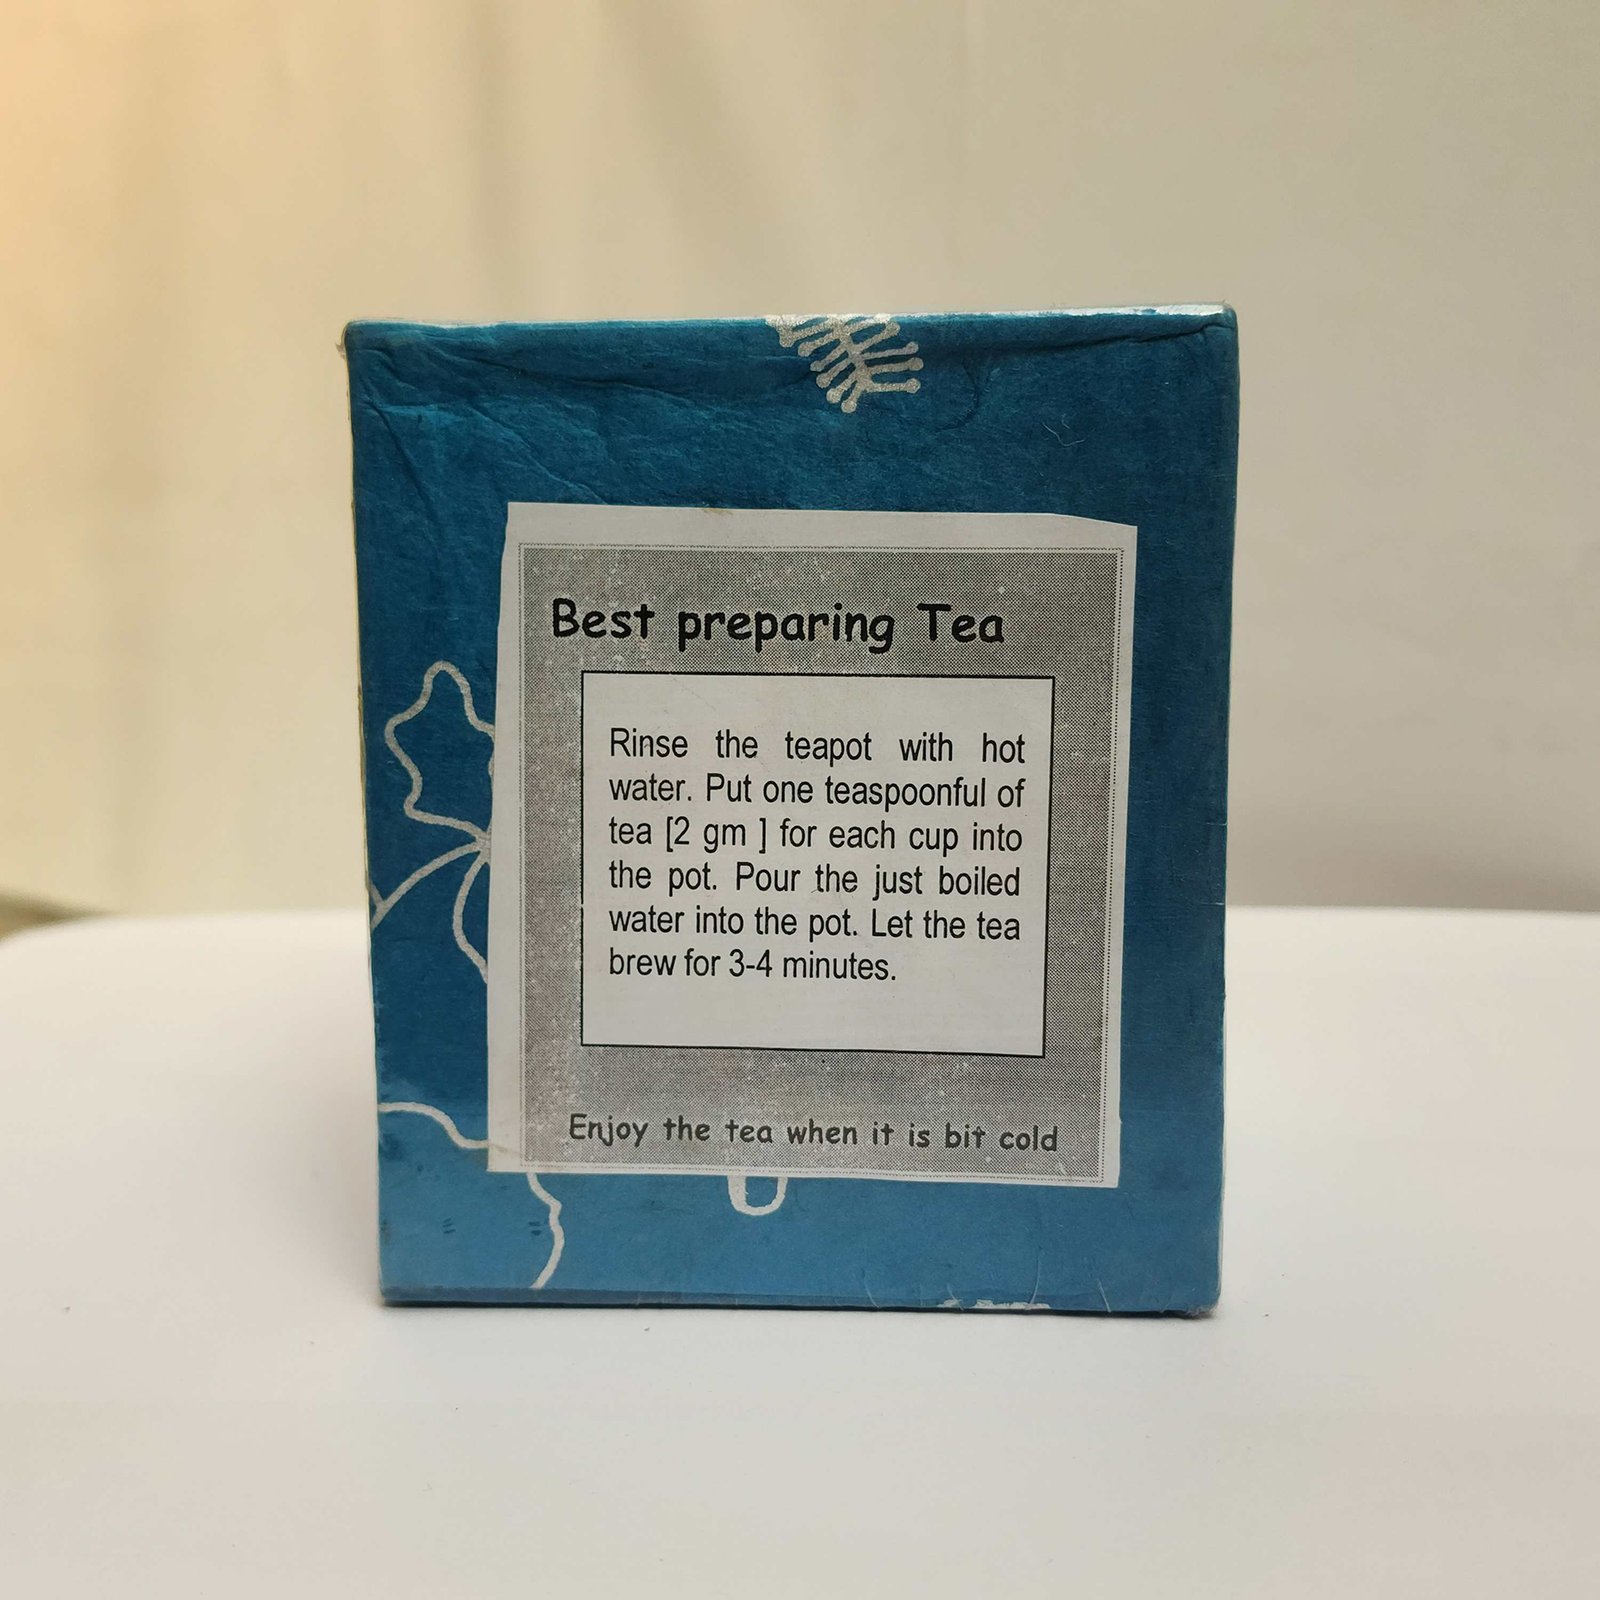 Best preparing Tea
Rinse the teapot with hot
water. Put one teaspoonful of
tea [2 gm ] for each cup into
the pot. Pour the just boiled
water into the pot. Let the tea
brew for 3-4 minutes.
Enjoy the tea when it is bit cold